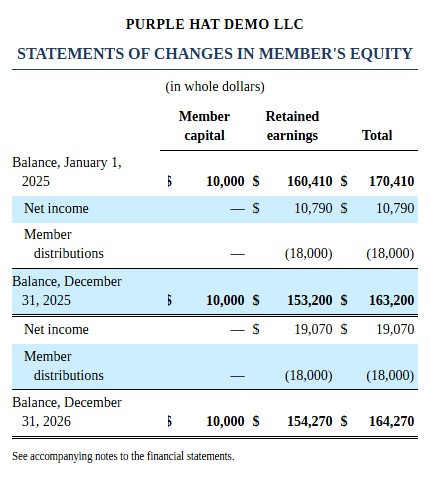 PURPLE HAT DEMO LLC
STATEMENTS OF CHANGES IN MEMBER'S EQUITY
(in whole dollars)
Member Retained
capital earnings Total
Balance, January 1,
2025 $ 10,000 $ 160,410 $ 170,410
Net income — $ 10,790 $ 10,790
Member
distributions — (18,000) (18,000)
Balance, December
31, 2025 $ 10,000 $ 153,200 $ 163,200
Net income — $ 19,070 $ 19,070
Member
distributions — (18,000) (18,000)
Balance, December
31, 2026 $ 10,000 $ 154,270 $ 164,270
See accompanying notes to the financial statements.